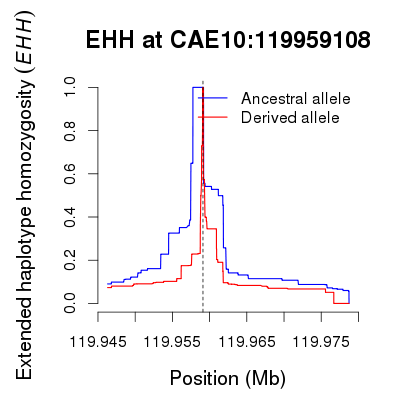 EHH at CAE10:119959108
Extended haplotype homozygosity (EHH)
1.0
0.8
0.6
0.4
0.2
0.0
Ancestral allele
Derived allele
119.945 119.955 119.965 119.975
Position (Mb)